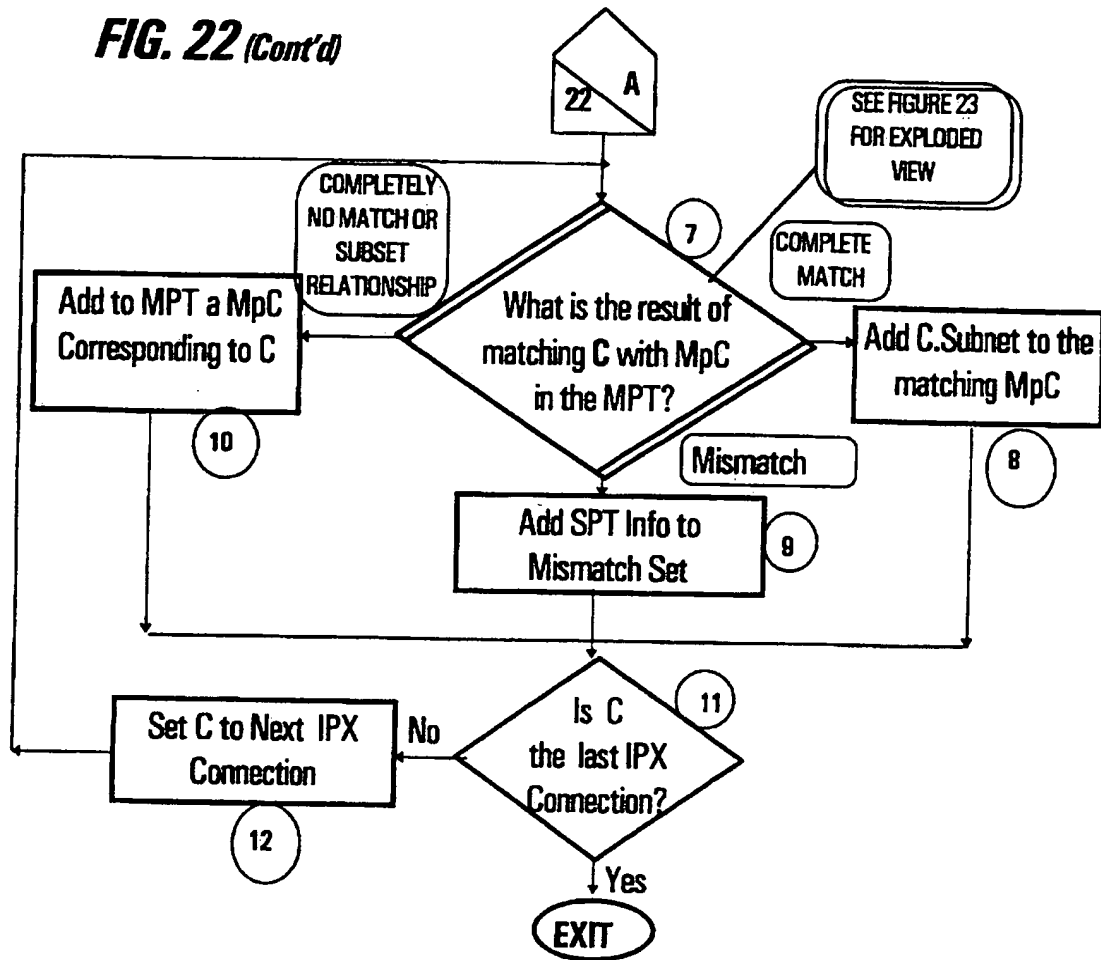 FIG. 22 (Cont'd)
22 A
SEE FIGURE 23
FOR EXPLODED
VIEW
COMPLETELY
NO MATCH OR
SUBSET
RELATIONSHIP
7
COMPLETE
MATCH
What is the result of
matching C with MpC
in the MPT?
Add to MPT a MpC
Corresponding to C
10
Add C.Subnet to the
matching MpC
8
Mismatch
Add SPT Info to
Mismatch Set
9
Is C
the last IPX
Connection?
11
No
Set C to Next IPX
Connection
12
Yes
EXIT